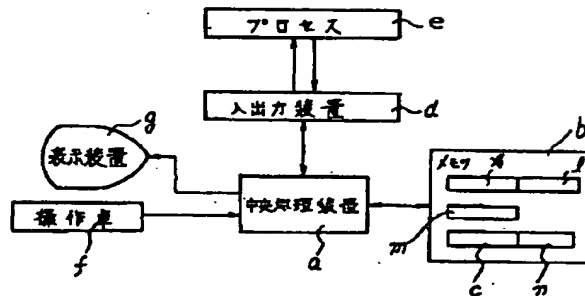 プロセス e
入出力装置 d
g b
表示装置 メモリ k l
操作卓 中央処理装置 m
f a c n